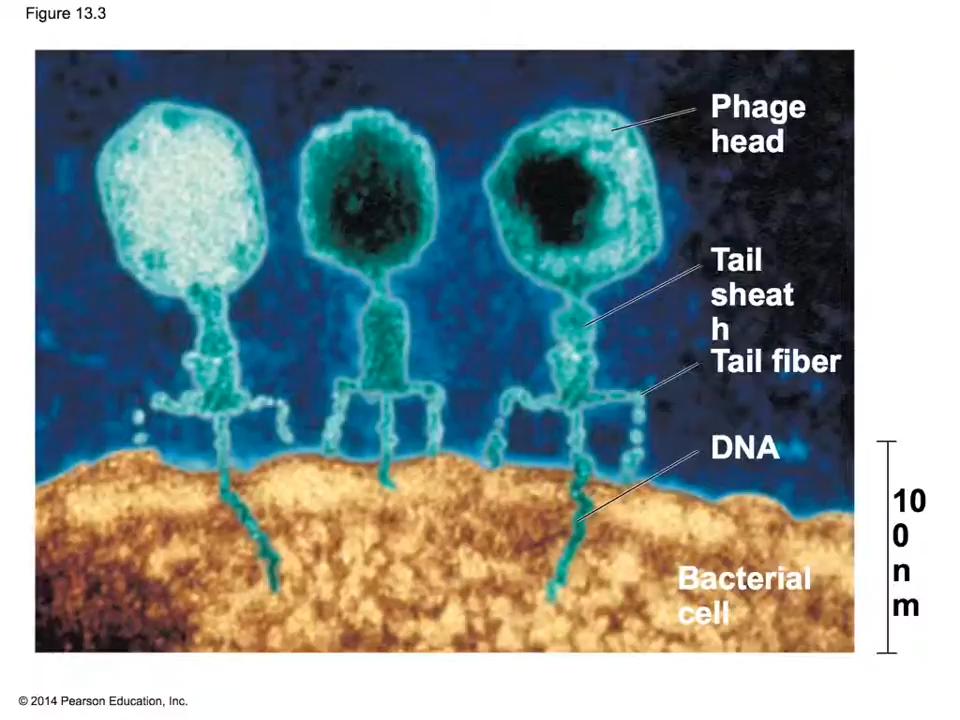 Figure 13.3
Phage
head
Tail
sheat
h
Tail fiber
DNA
10
0
n
m
Bacterial
cell
© 2014 Pearson Education, Inc.